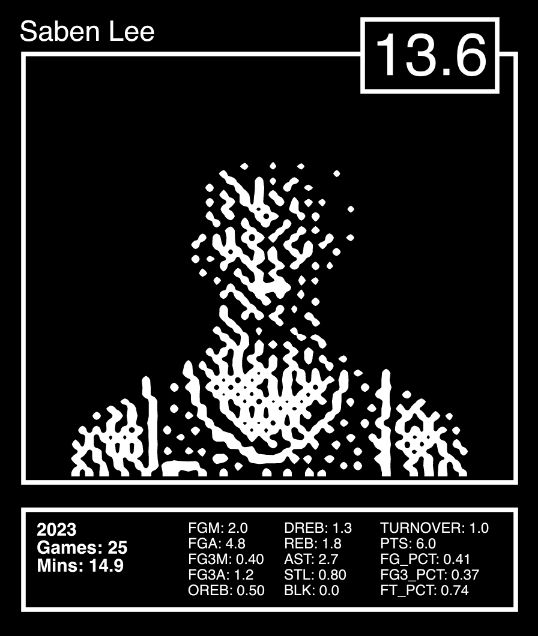 Saben Lee
13.6
2023
Games: 25
Mins: 14.9
FGM: 2.0
FGA: 4.8
FG3M: 0.40
FG3A: 1.2
OREB: 0.50
DREB: 1.3
REB: 1.8
AST: 2.7
STL: 0.80
BLK: 0.0
TURNOVER: 1.0
PTS: 6.0
FG_PCT: 0.41
FG3_PCT: 0.37
FT_PCT: 0.74